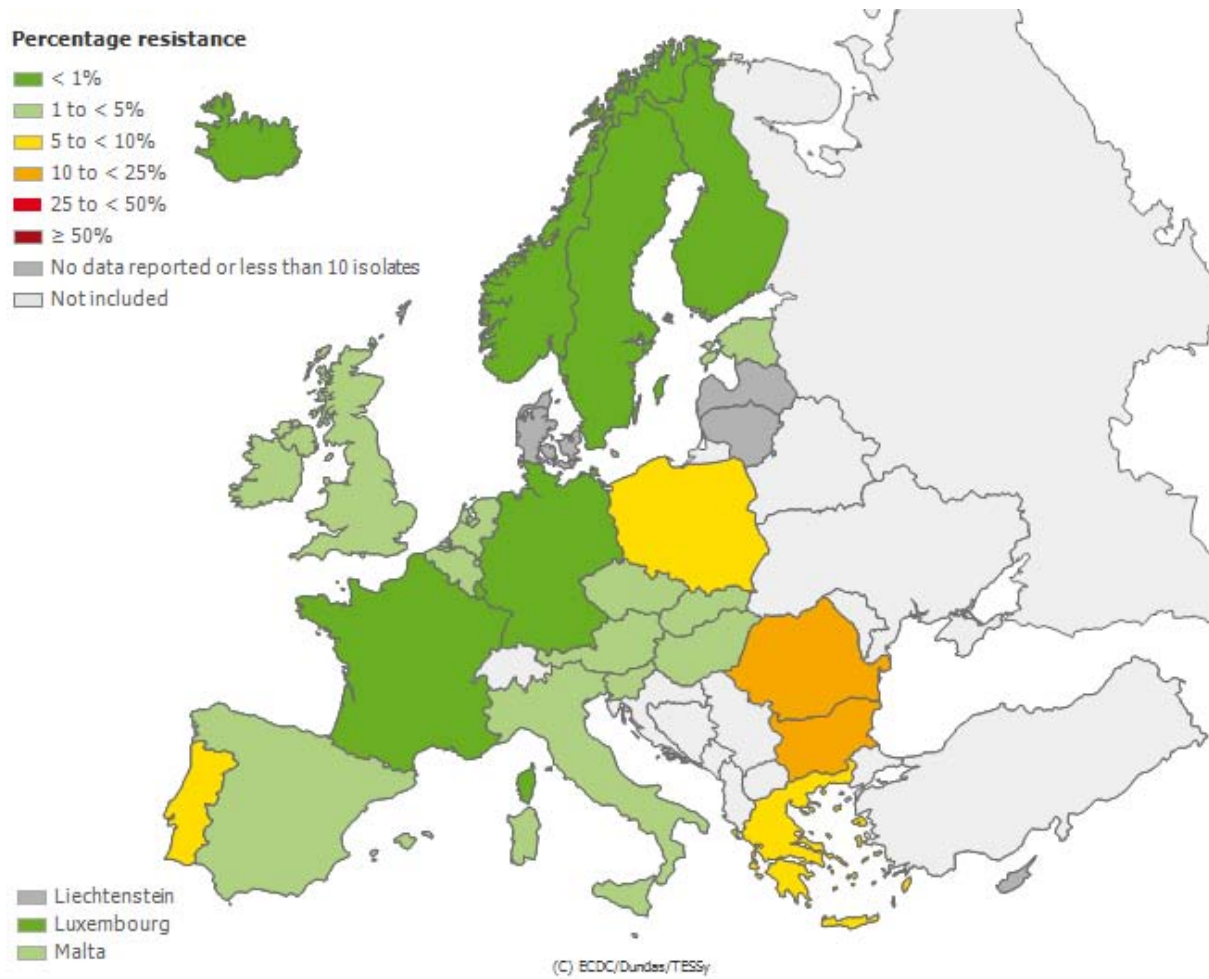 Percentage resistance
< 1%
1 to < 5%
5 to < 10%
10 to < 25%
25 to < 50%
≥ 50%
No data reported or less than 10 isolates
Not included
Liechtenstein
Luxembourg
Malta
(C) ECDC/Dundas/TESSy